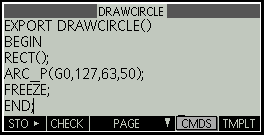 DRAWCIRCLE
EXPORT DRAWCIRCLE()
BEGIN
RECT();
ARC_P(G0,127,63,50);
FREEZE;
END;
STO ► CHECK PAGE ▼ CMDS TMPLT